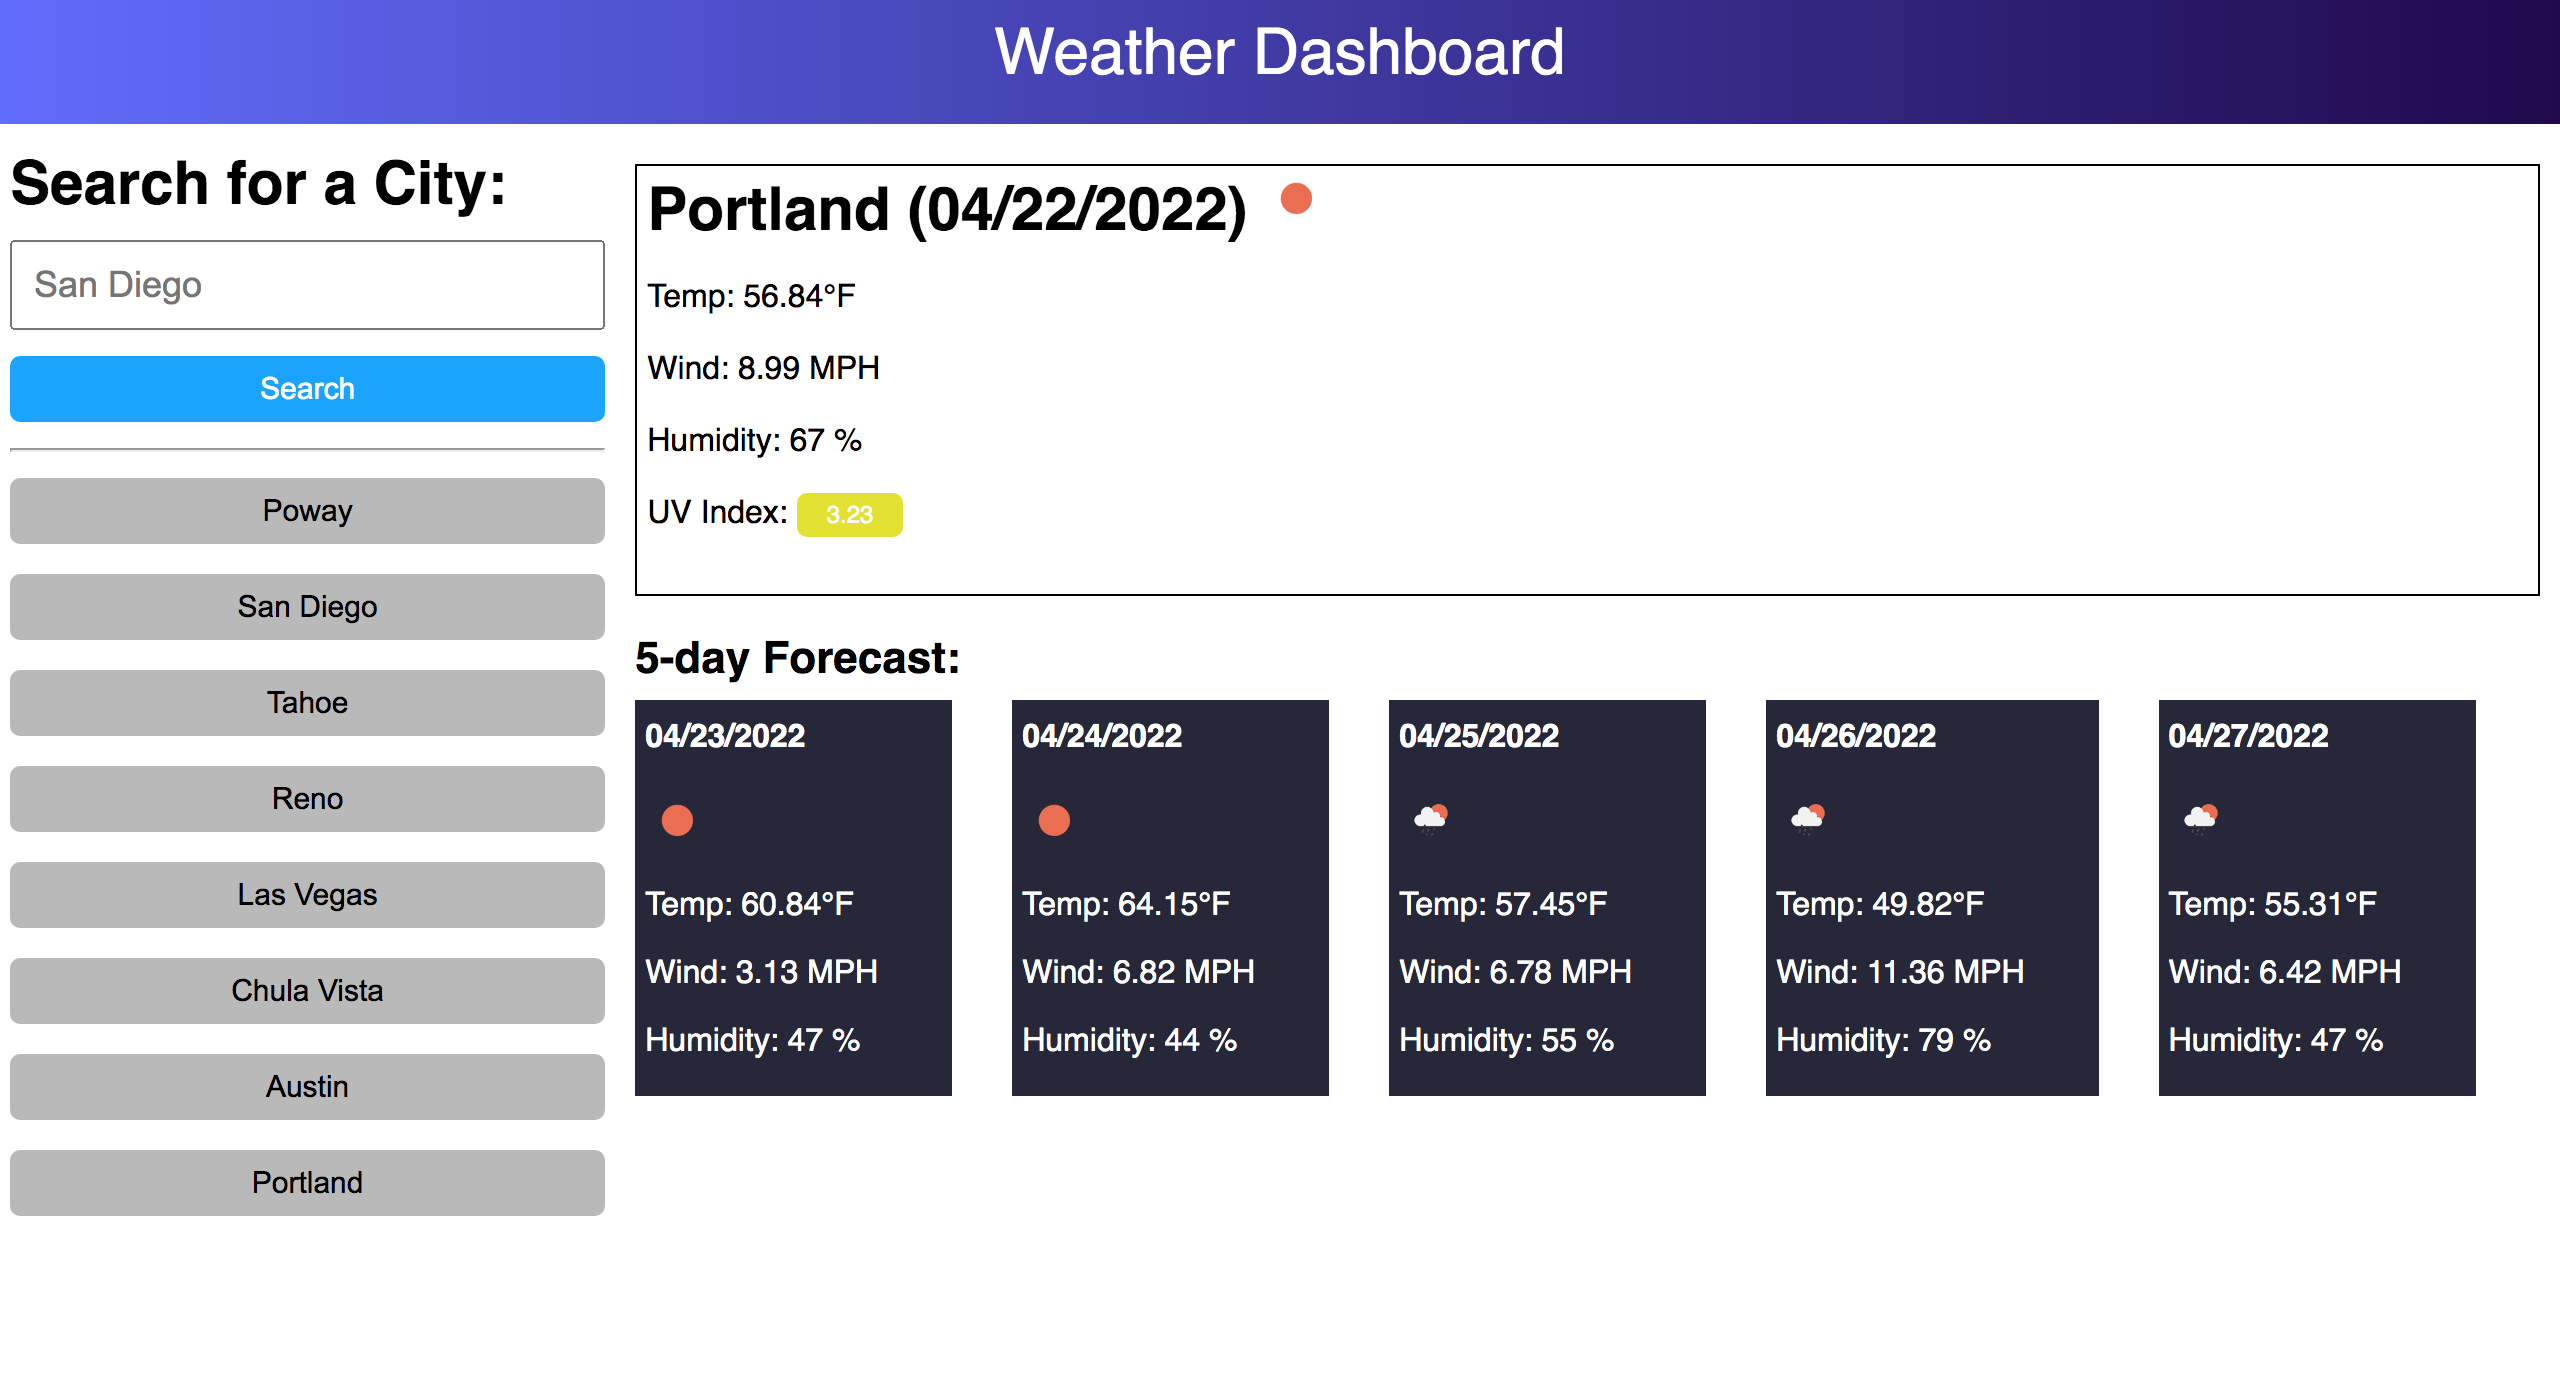 Weather Dashboard
Search for a City:
San Diego
Search
Poway
San Diego
Tahoe
Reno
Las Vegas
Chula Vista
Austin
Portland
Portland (04/22/2022)
Temp: 56.84°F
Wind: 8.99 MPH
Humidity: 67 %
UV Index: 3.23
5-day Forecast:
04/23/2022
Temp: 60.84°F
Wind: 3.13 MPH
Humidity: 47 %
04/24/2022
Temp: 64.15°F
Wind: 6.82 MPH
Humidity: 44 %
04/25/2022
Temp: 57.45°F
Wind: 6.78 MPH
Humidity: 55 %
04/26/2022
Temp: 49.82°F
Wind: 11.36 MPH
Humidity: 79 %
04/27/2022
Temp: 55.31°F
Wind: 6.42 MPH
Humidity: 47 %